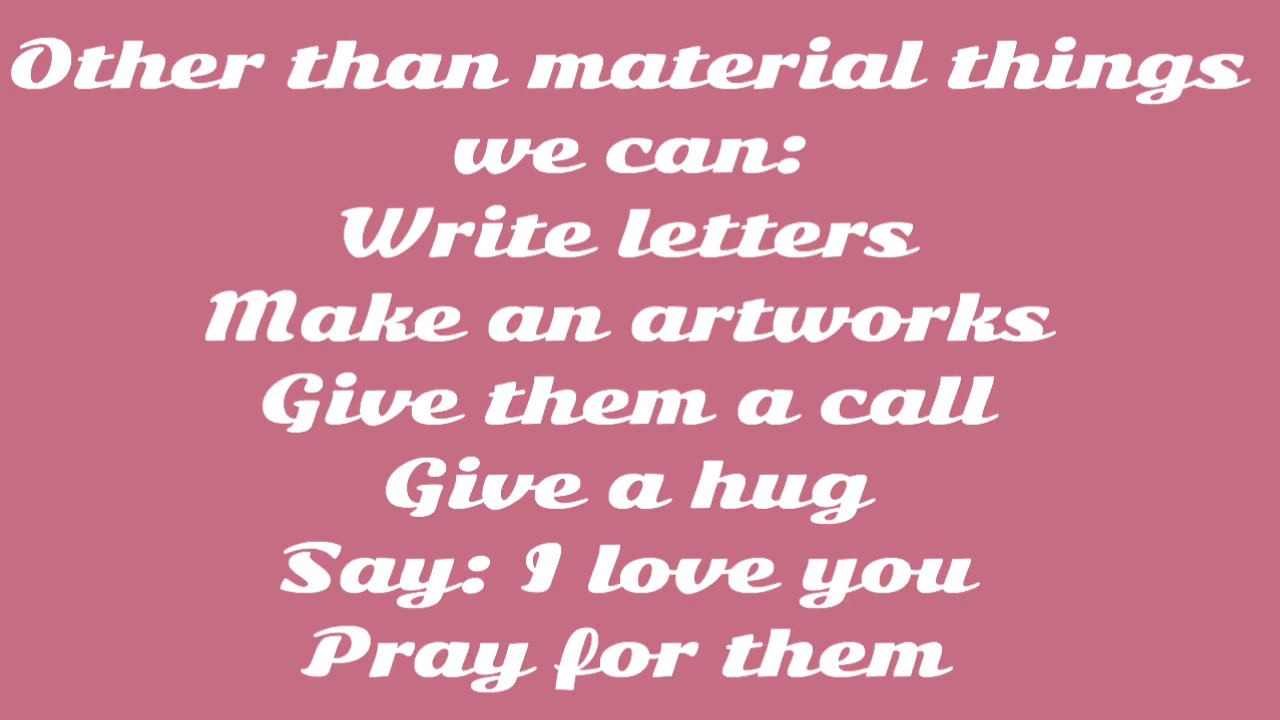 Other than material things
we can:
Write letters
Make an artworks
Give them a call
Give a hug
Say: I love you
Pray for them